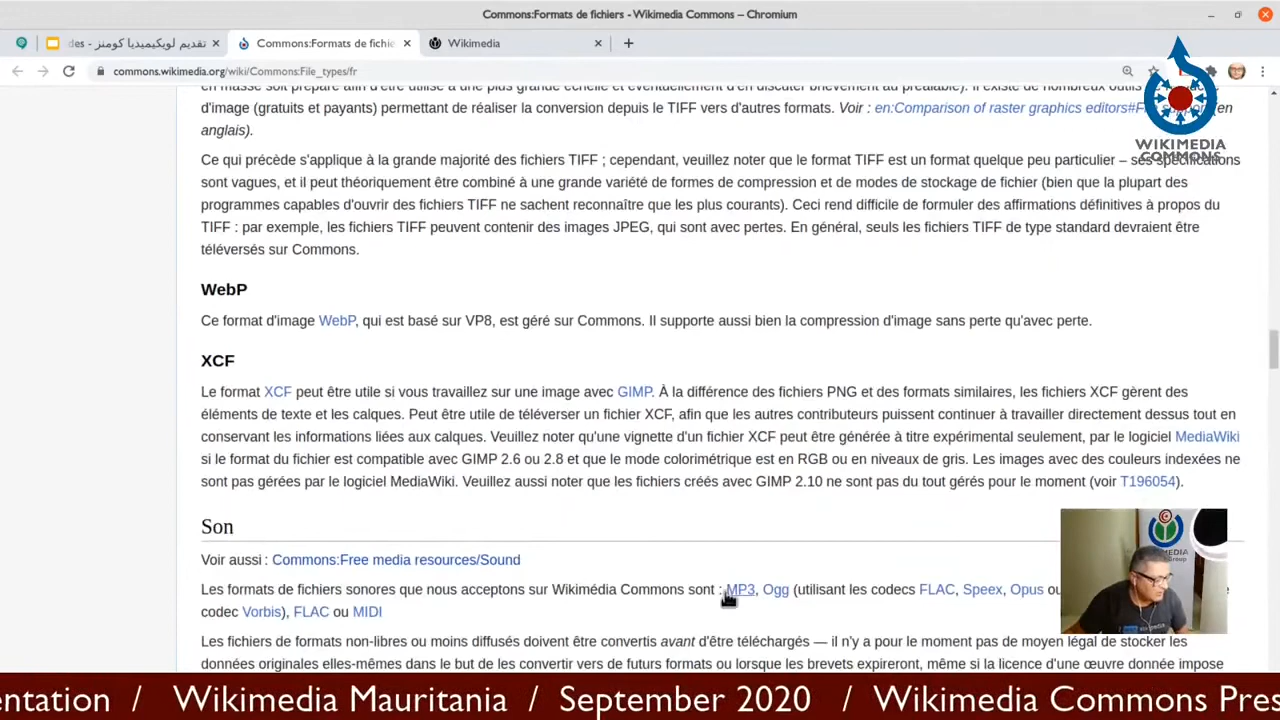 Commons:Formats de fichiers - Wikimedia Commons – Chromium
تقديم لويكيميديا كومنز - des
Commons:Formats de fichie
Wikimedia
commons.wikimedia.org/wiki/Commons:File_types/fr
en masse soit préparé afin d'être utilisé à une plus grande échelle et éventuellement d'en discuter brièvement au préalable). Il existe de nombreux outils
d'image (gratuits et payants) permettant de réaliser la conversion depuis le TIFF vers d'autres formats. Voir : en:Comparison of raster graphics editors#F (en
anglais).
WIKIMEDIA
COMMONS
Ce qui précède s'applique à la grande majorité des fichiers TIFF ; cependant, veuillez noter que le format TIFF est un format quelque peu particulier – ses spécifications
sont vagues, et il peut théoriquement être combiné à une grande variété de formes de compression et de modes de stockage de fichier (bien que la plupart des
programmes capables d'ouvrir des fichiers TIFF ne sachent reconnaître que les plus courants). Ceci rend difficile de formuler des affirmations définitives à propos du
TIFF : par exemple, les fichiers TIFF peuvent contenir des images JPEG, qui sont avec pertes. En général, seuls les fichiers TIFF de type standard devraient être
téléversés sur Commons.
WebP
Ce format d'image WebP, qui est basé sur VP8, est géré sur Commons. Il supporte aussi bien la compression d'image sans perte qu'avec perte.
XCF
Le format XCF peut être utile si vous travaillez sur une image avec GIMP. À la différence des fichiers PNG et des formats similaires, les fichiers XCF gèrent des
éléments de texte et les calques. Peut être utile de téléverser un fichier XCF, afin que les autres contributeurs puissent continuer à travailler directement dessus tout en
conservant les informations liées aux calques. Veuillez noter qu'une vignette d'un fichier XCF peut être générée à titre expérimental seulement, par le logiciel MediaWiki
si le format du fichier est compatible avec GIMP 2.6 ou 2.8 et que le mode colorimétrique est en RGB ou en niveaux de gris. Les images avec des couleurs indexées ne
sont pas gérées par le logiciel MediaWiki. Veuillez aussi noter que les fichiers créés avec GIMP 2.10 ne sont pas du tout gérés pour le moment (voir T196054).
Son
Voir aussi : Commons:Free media resources/Sound
Les formats de fichiers sonores que nous acceptons sur Wikimédia Commons sont : MP3, Ogg (utilisant les codecs FLAC, Speex, Opus ou
codec Vorbis), FLAC ou MIDI
Les fichiers de formats non-libres ou moins diffusés doivent être convertis avant d'être téléchargés — il n'y a pour le moment pas de moyen légal de stocker les
données originales elles-mêmes dans le but de les convertir vers de futurs formats ou lorsque les brevets expireront, même si la licence d'une œuvre donnée impose
WIKIMEDIA
Group
entation / Wikimedia Mauritania / September 2020 / Wikimedia Commons Pres